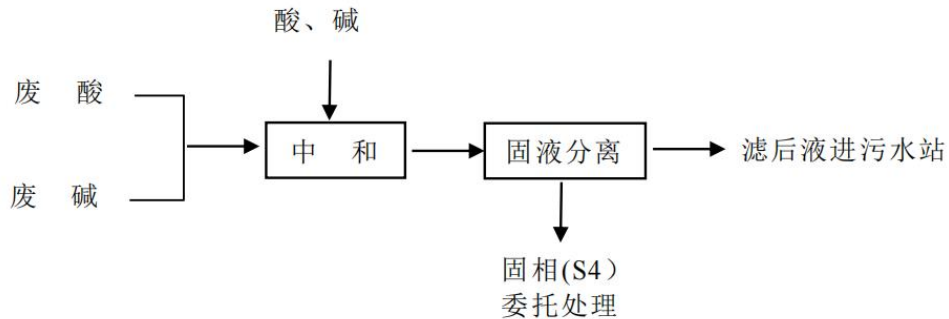 酸、碱
废 酸
中 和
固液分离
滤后液进污水站
废 碱
固相(S4）
委托处理